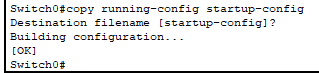 Switch0#copy running-config startup-config
Destination filename [startup-config]?
Building configuration...
[OK]
Switch0#